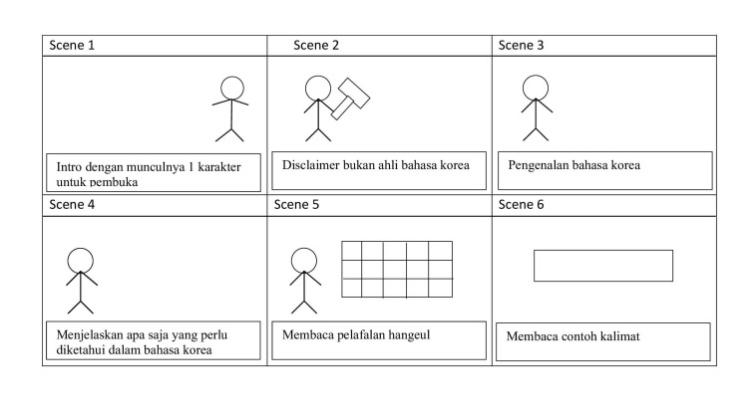 Scene 1
Scene 2
Scene 3
Intro dengan munculnya 1 karakter
untuk pembuka
Disclaimer bukan ahli bahasa korea
Pengenalan bahasa korea
Scene 4
Scene 5
Scene 6
Menjelaskan apa saja yang perlu
diketahui dalam bahasa korea
Membaca pelafalan hangeul
Membaca contoh kalimat